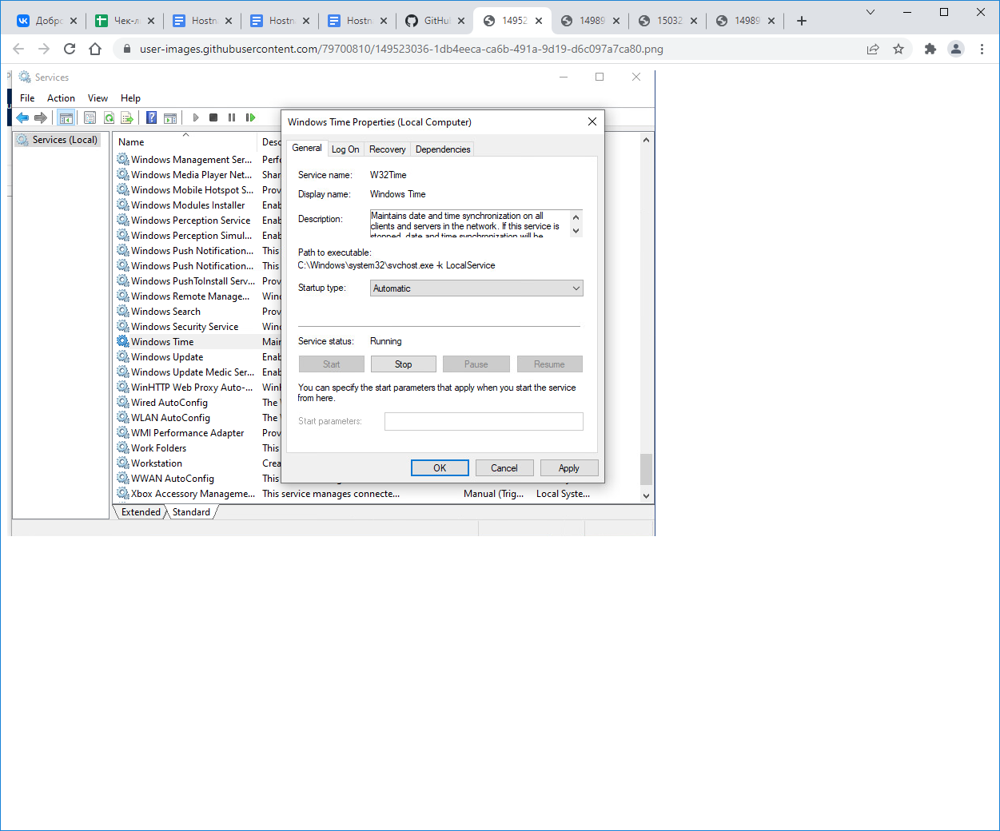 Добро
Чек-л
Hostn
Hostn
Hostn
GitHub
14952
14989
15032
14989
user-images.githubusercontent.com/79700810/149523036-1db4eeca-ca6b-491a-9d19-d6c097a7ca80.png
Services
File Action View Help
Services (Local)
Name
Desc
Windows Management Ser... Perfo
Windows Media Player Net... Shar
Windows Mobile Hotspot S... Prov
Windows Modules Installer Enab
Windows Perception Service Enab
Windows Perception Simul... Enab
Windows Push Notification... This
Windows Push Notification... This
Windows PushToInstall Serv... Prov
Windows Remote Manage... Wind
Windows Search Prov
Windows Security Service Wind
Windows Time Main
Windows Update Enab
Windows Update Medic Ser... Enab
WinHTTP Web Proxy Auto-... WinH
Wired AutoConfig The
WLAN AutoConfig The
WMI Performance Adapter Prov
Work Folders This
Workstation Crea
WWAN AutoConfig This
Xbox Accessory Manageme... This service manages connecte... Manual (Trig... Local Syste...
Extended Standard
Windows Time Properties (Local Computer)
General Log On Recovery Dependencies
Service name: W32Time
Display name: Windows Time
Description: Maintains date and time synchronization on all
clients and servers in the network. If this service is
stopped, date and time synchronization will be
Path to executable:
C:\Windows\system32\svchost.exe -k LocalService
Startup type: Automatic
Service status: Running
Start Stop Pause Resume
You can specify the start parameters that apply when you start the service
from here.
Start parameters:
OK Cancel Apply